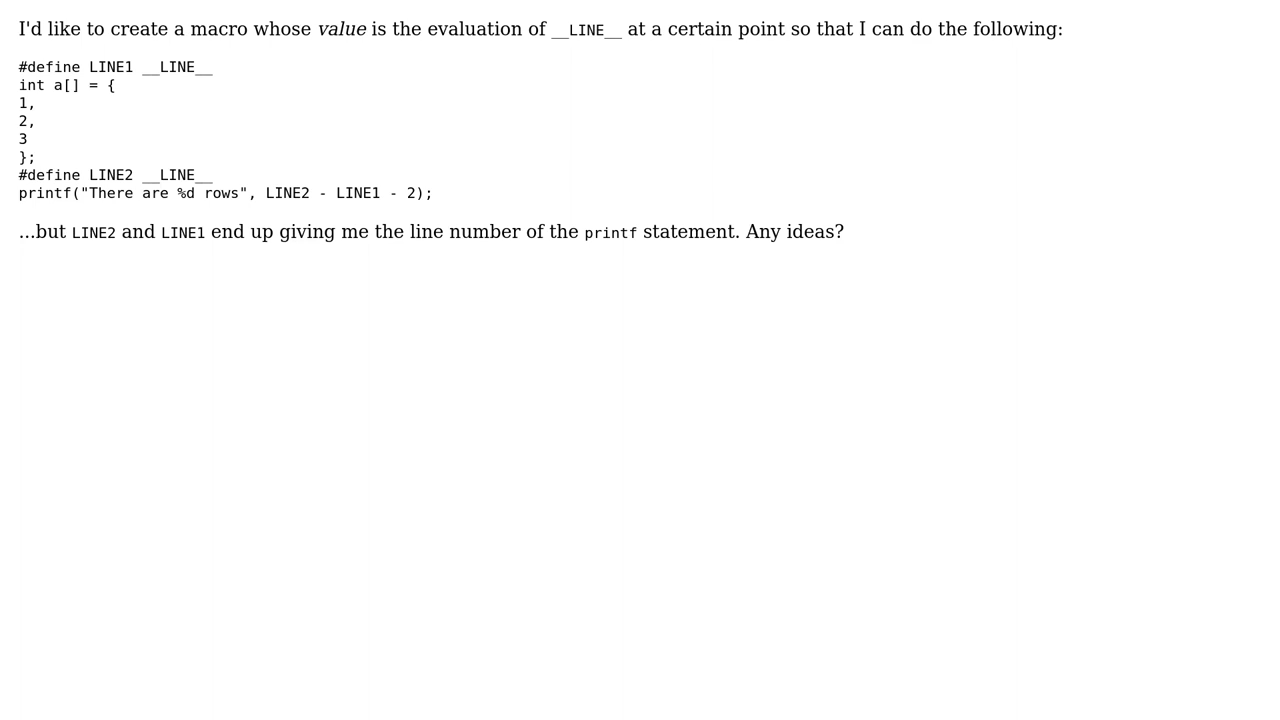 I'd like to create a macro whose value is the evaluation of __LINE__ at a certain point so that I can do the following:
#define LINE1 __LINE__
int a[] = {
1,
2,
3
};
#define LINE2 __LINE__
printf("There are %d rows", LINE2 - LINE1 - 2);
...but LINE2 and LINE1 end up giving me the line number of the printf statement. Any ideas?